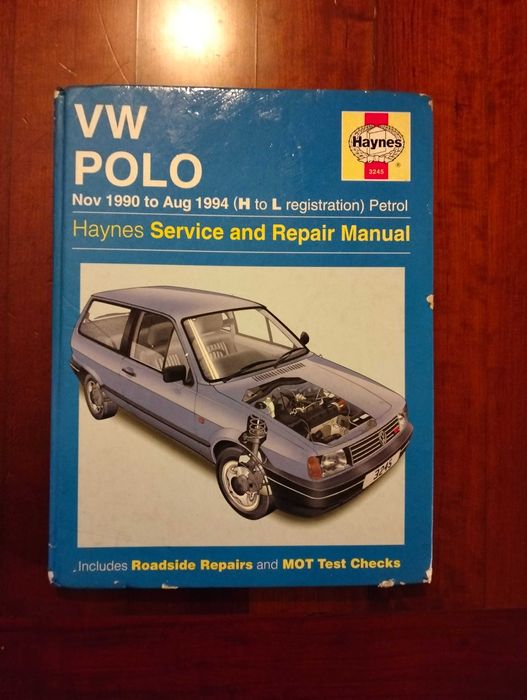 VW
POLO
Haynes
3245
®
Nov 1990 to Aug 1994 (H to L registration) Petrol
Haynes Service and Repair Manual
3245
Includes Roadside Repairs and MOT Test Checks